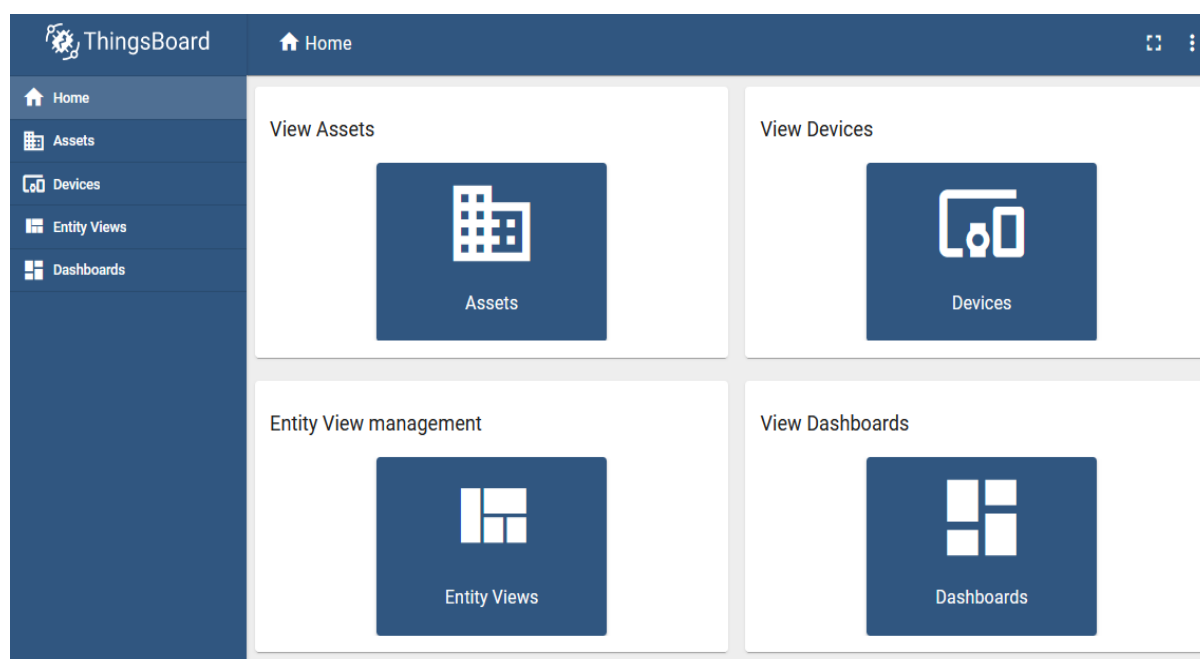 ThingsBoard
Home
Home
Assets
Devices
Entity Views
Dashboards
View Assets
Assets
View Devices
Devices
Entity View management
Entity Views
View Dashboards
Dashboards